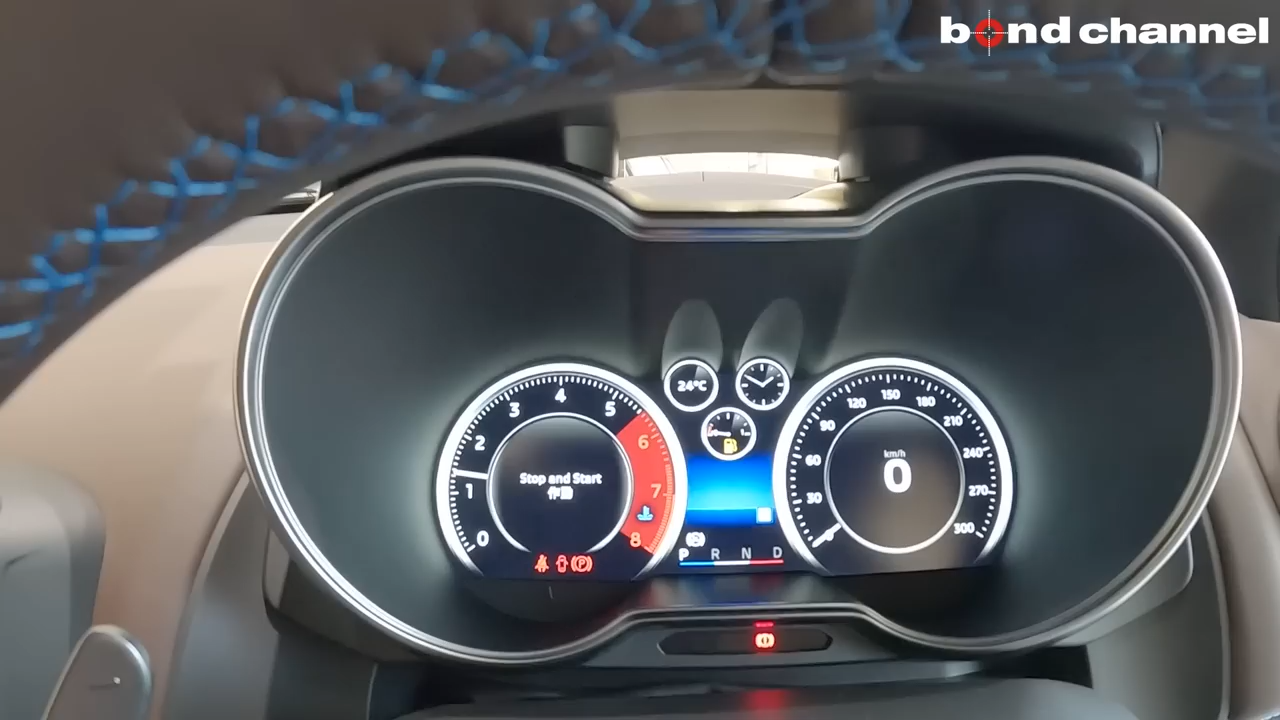 bond channel
24°C
0 1 2 3 4 5 6 7 8
Stop and Start
作動
30 60 90 120 150 180 210 240 270 300
km/h
0
P R N D